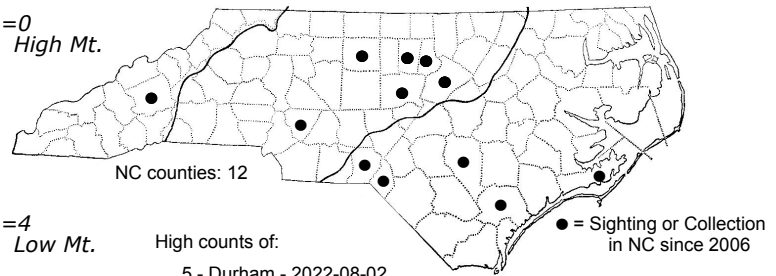 =0
High Mt.
NC counties: 12
=4
Low Mt.
High counts of:
5 - Durham - 2022-08-02
● = Sighting or Collection
in NC since 2006